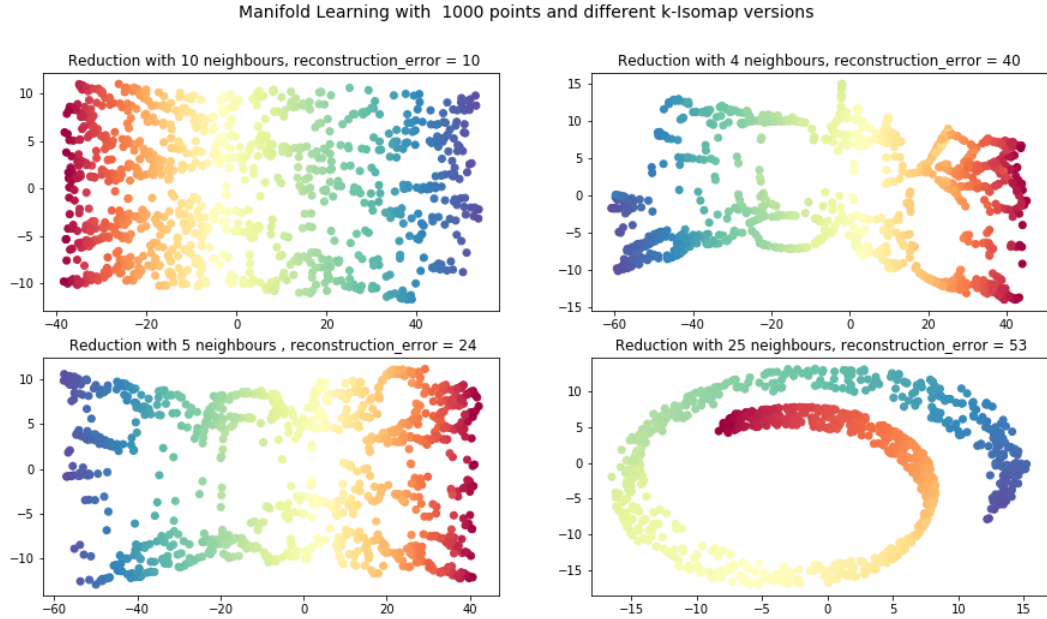 Manifold Learning with  1000 points and different k-Isomap versions
Reduction with 10 neighbours, reconstruction_error = 10
10
5
0
−5
−10
−40 −20 0 20 40
Reduction with 4 neighbours, reconstruction_error = 40
15
10
5
0
−5
−10
−15
−60 −40 −20 0 20 40
Reduction with 5 neighbours , reconstruction_error = 24
10
5
0
−5
−10
−60 −40 −20 0 20 40
Reduction with 25 neighbours, reconstruction_error = 53
10
5
0
−5
−10
−15
−15 −10 −5 0 5 10 15